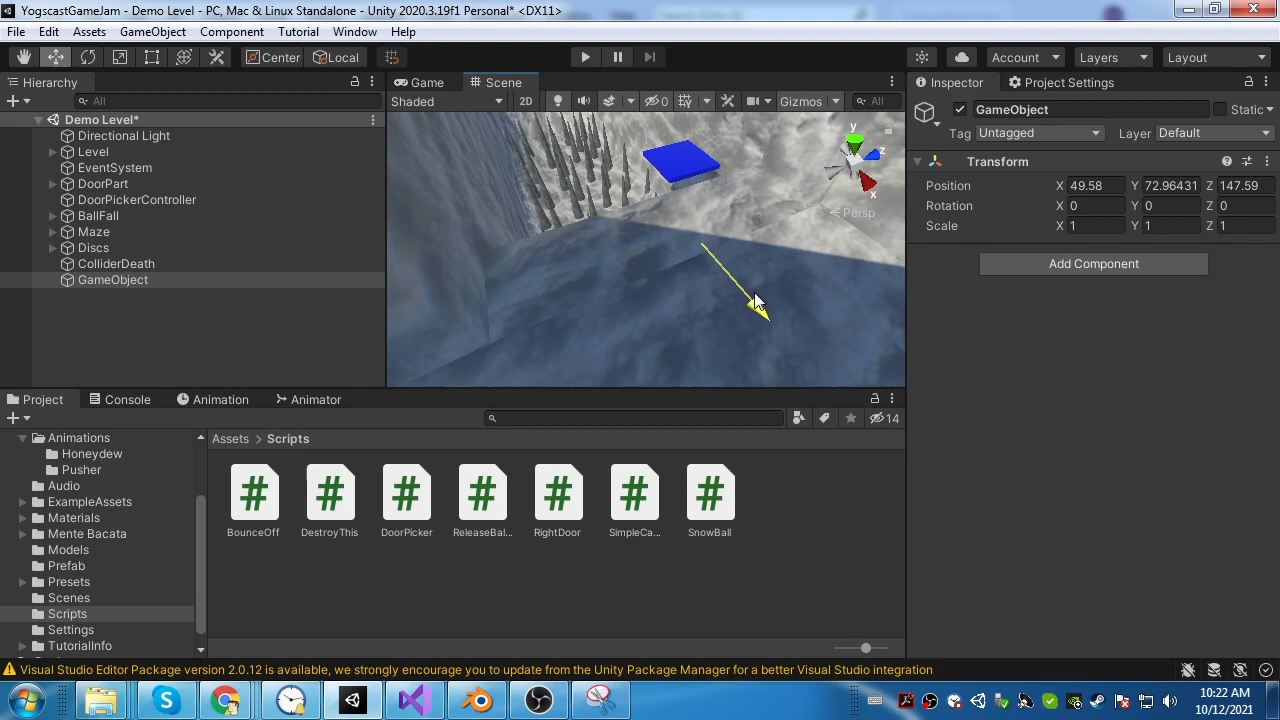 YogscastGameJam - Demo Level - PC, Mac & Linux Standalone - Unity 2020.3.19f1 Personal* <DX11>
File Edit Assets GameObject Component Tutorial Window Help
Center Local Account Layers Layout
Hierarchy
All
Demo Level*
Directional Light
Level
EventSystem
DoorPart
DoorPickerController
BallFall
Maze
Discs
ColliderDeath
GameObject
Game Scene
Shaded 2D 0 Gizmos All
y
z
x
Persp
Inspector Project Settings
GameObject Static
Tag Untagged Layer Default
Transform
Position X 49.58 Y 72.96431 Z 147.59
Rotation X 0 Y 0 Z 0
Scale X 1 Y 1 Z 1
Add Component
Project Console Animation Animator
14
Animations
Honeydew
Pusher
Audio
ExampleAssets
Materials
Mente Bacata
Models
Prefab
Presets
Scenes
Scripts
Settings
TutorialInfo
Assets > Scripts
BounceOff DestroyThis DoorPicker ReleaseBal... RightDoor SimpleCa... SnowBall
Visual Studio Editor Package version 2.0.12 is available, we strongly encourage you to update from the Unity Package Manager for a better Visual Studio integration
10:22 AM
10/12/2021